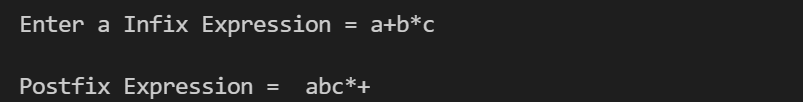 Enter a Infix Expression = a+b*c
Postfix Expression =  abc*+